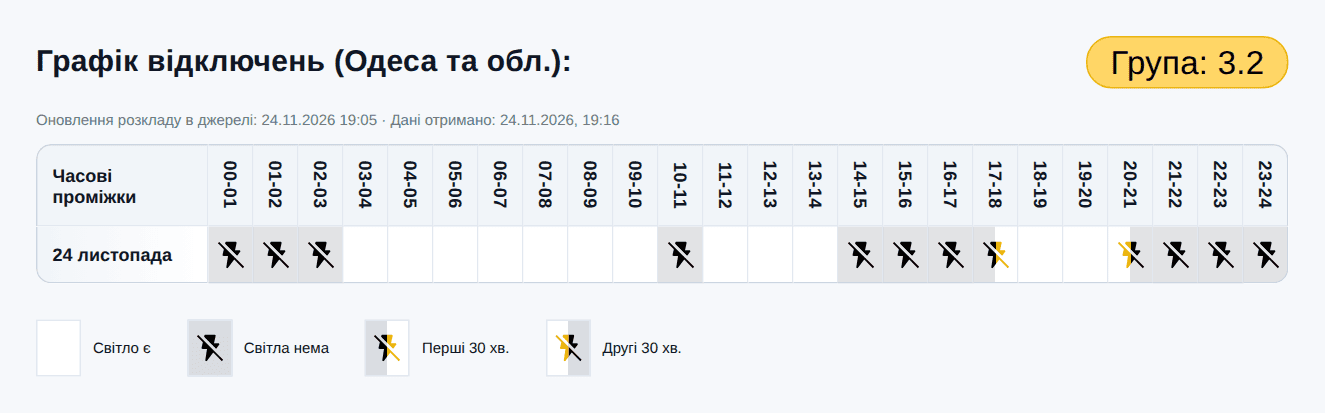 Графік відключень (Одеса та обл.):
Група: 3.2
Оновлення розкладу в джерелі: 24.11.2026 19:05 · Дані отримано: 24.11.2026, 19:16
Часові
проміжки
00-01
01-02
02-03
03-04
04-05
05-06
06-07
07-08
08-09
09-10
10-11
11-12
12-13
13-14
14-15
15-16
16-17
17-18
18-19
19-20
20-21
21-22
22-23
23-24
24 листопада
Світло є
Світла нема
Перші 30 хв.
Другі 30 хв.